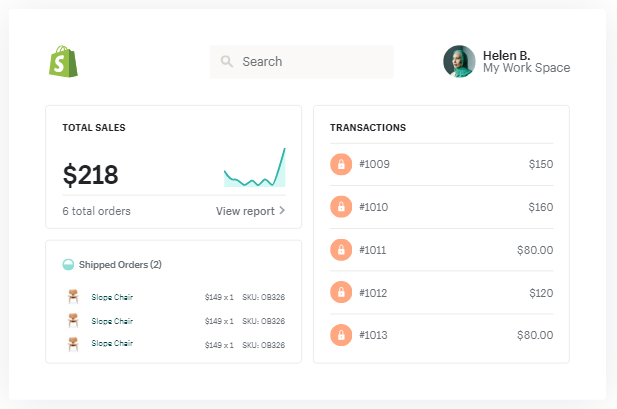 S
Search
Helen B.
My Work Space
TOTAL SALES
$218
6 total orders
View report
Shipped Orders (2)
Slope Chair $149 x 1 SKU: OB326
Slope Chair $149 x 1 SKU: OB326
Slope Chair $149 x 1 SKU: OB326
TRANSACTIONS
#1009 $150
#1010 $160
#1011 $80.00
#1012 $120
#1013 $80.00